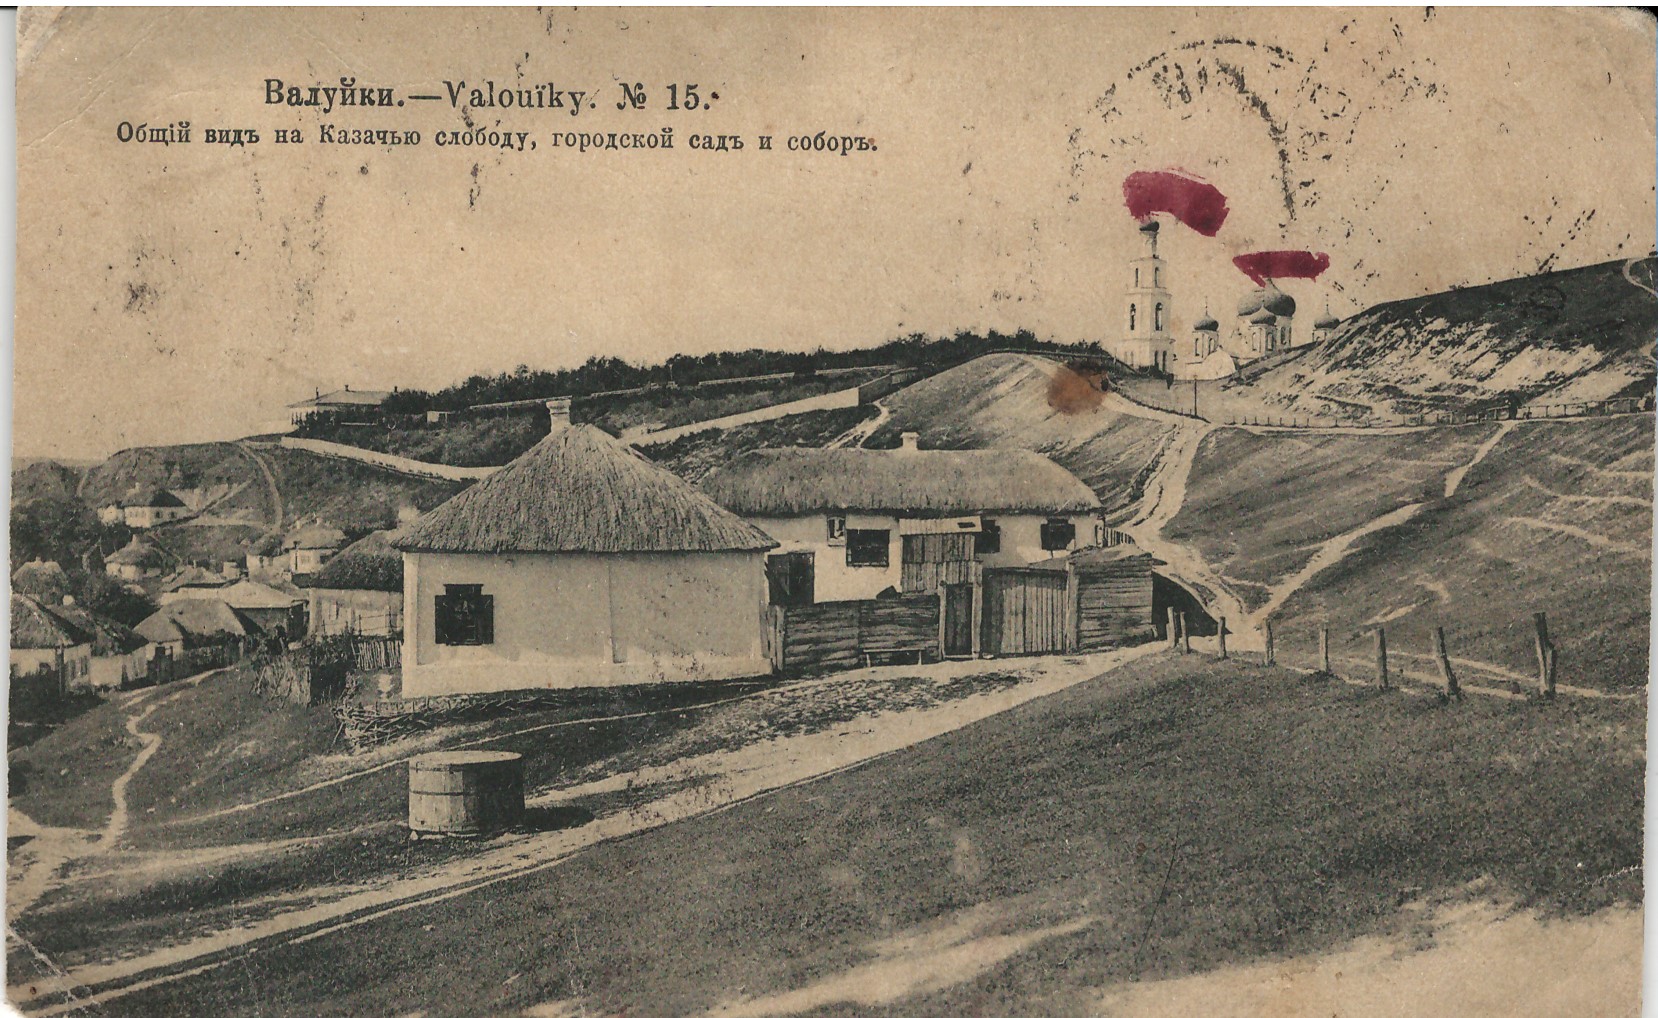 Валуйки.—Valouïky. № 15.
Общій видъ на Казачью слободу, городской садъ и соборъ.